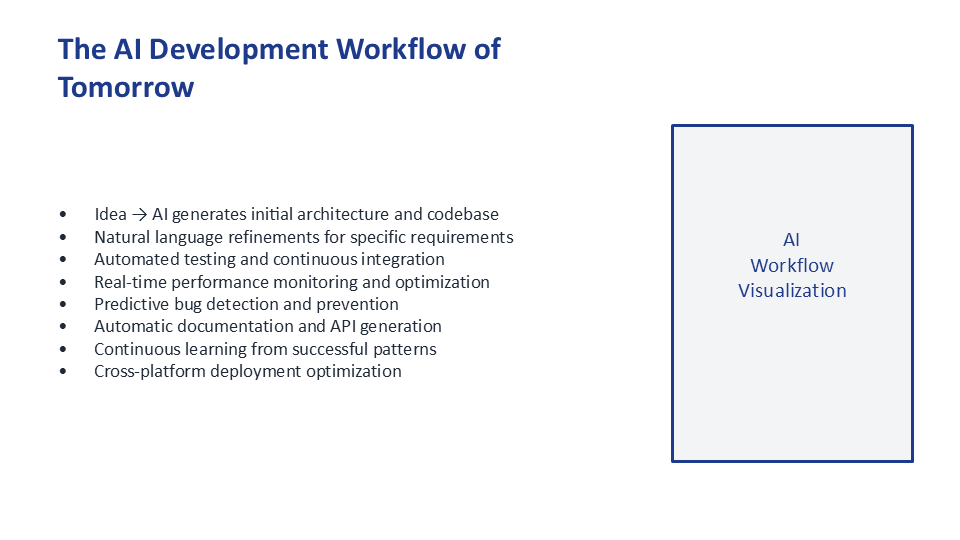 The AI Development Workflow of
Tomorrow
• Idea → AI generates initial architecture and codebase
• Natural language refinements for specific requirements
• Automated testing and continuous integration
• Real-time performance monitoring and optimization
• Predictive bug detection and prevention
• Automatic documentation and API generation
• Continuous learning from successful patterns
• Cross-platform deployment optimization
AI
Workflow
Visualization